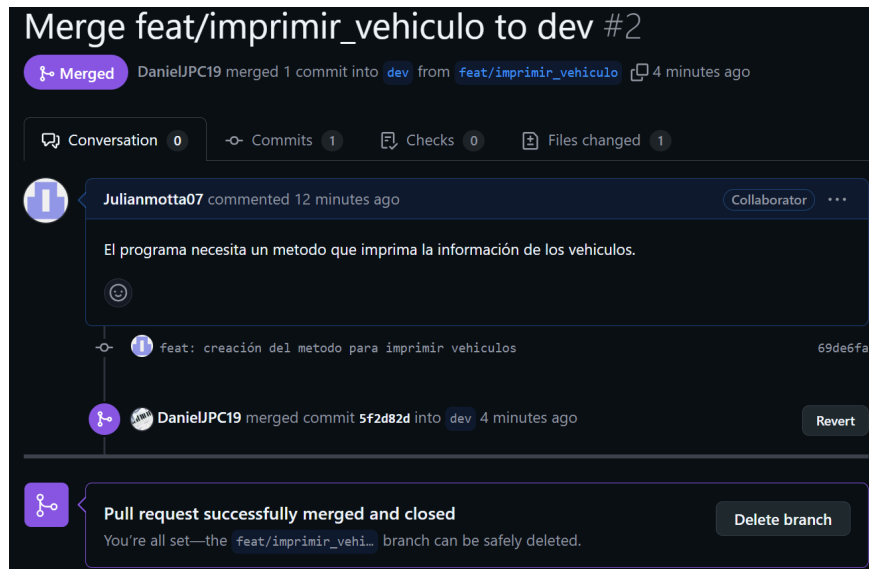 Merge feat/imprimir_vehiculo to dev #2
Merged DanielJPC19 merged 1 commit into dev from feat/imprimir_vehiculo 4 minutes ago
Conversation 0 Commits 1 Checks 0 Files changed 1
Julianmotta07 commented 12 minutes ago Collaborator ...
El programa necesita un metodo que imprima la información de los vehiculos.
feat: creación del metodo para imprimir vehiculos 69de6fa
DanielJPC19 merged commit 5f2d82d into dev 4 minutes ago Revert
Pull request successfully merged and closed
Delete branch
You're all set—the feat/imprimir_vehi… branch can be safely deleted.